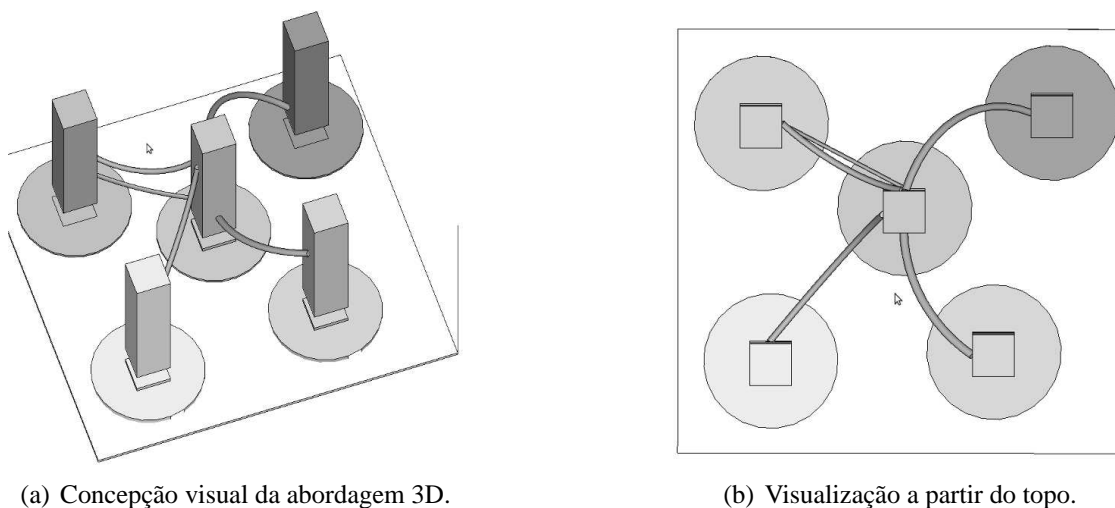 (a) Concepção visual da abordagem 3D.
(b) Visualização a partir do topo.